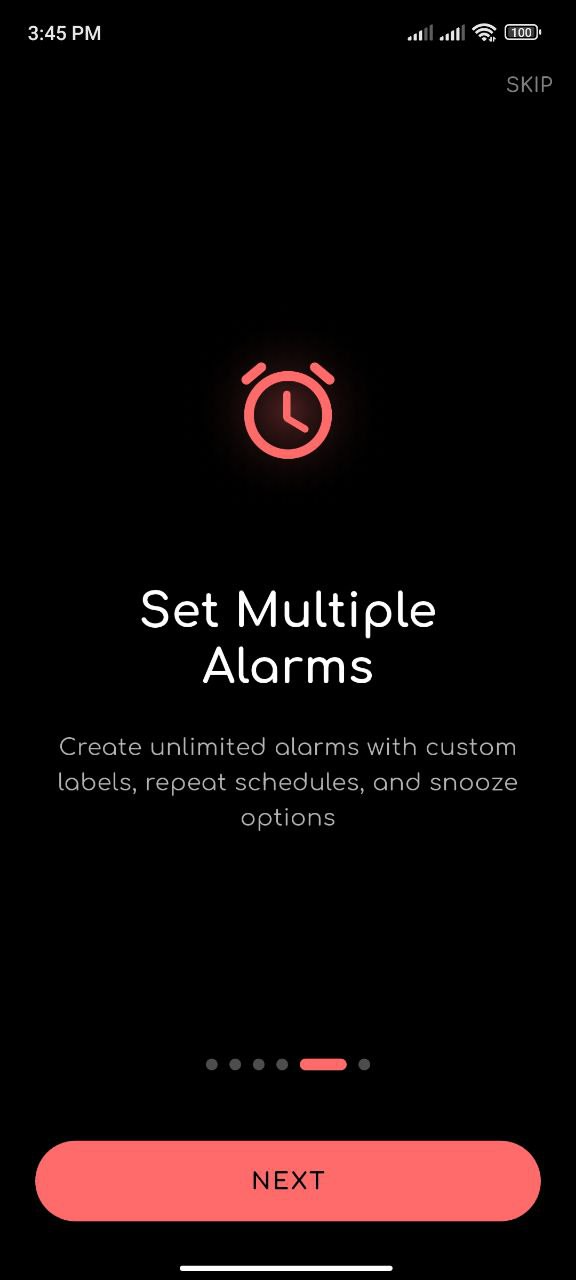 3:45 PM
100
SKIP
Set Multiple
Alarms
Create unlimited alarms with custom
labels, repeat schedules, and snooze
options
NEXT